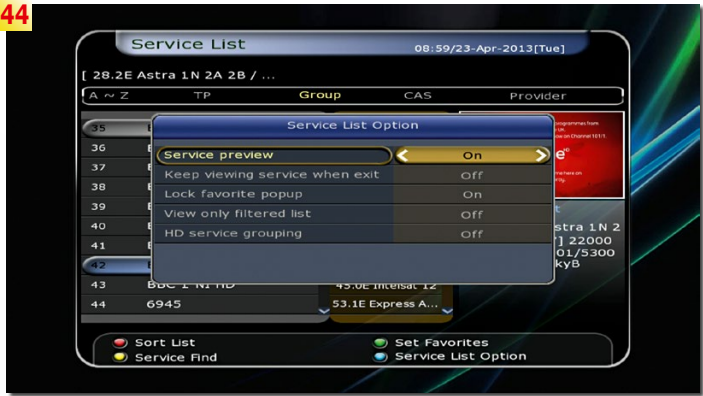 44
Service List
08:59/23-Apr-2013[Tue]
[ 28.2E Astra 1N 2A 2B / ...
A ~ Z TP Group CAS Provider
Service List Option
35
36
37
38
39
40
41
42
Service preview On
Keep viewing service when exit Off
Lock favorite popup On
View only filtered list Off
HD service grouping Off
stra 1N 2
] 22000
01/5300
kyB
43 BBC 1 NI HD 45.0E Intelsat 12
44 6945 53.1E Express A...
Sort List Set Favorites
Service Find Service List Option